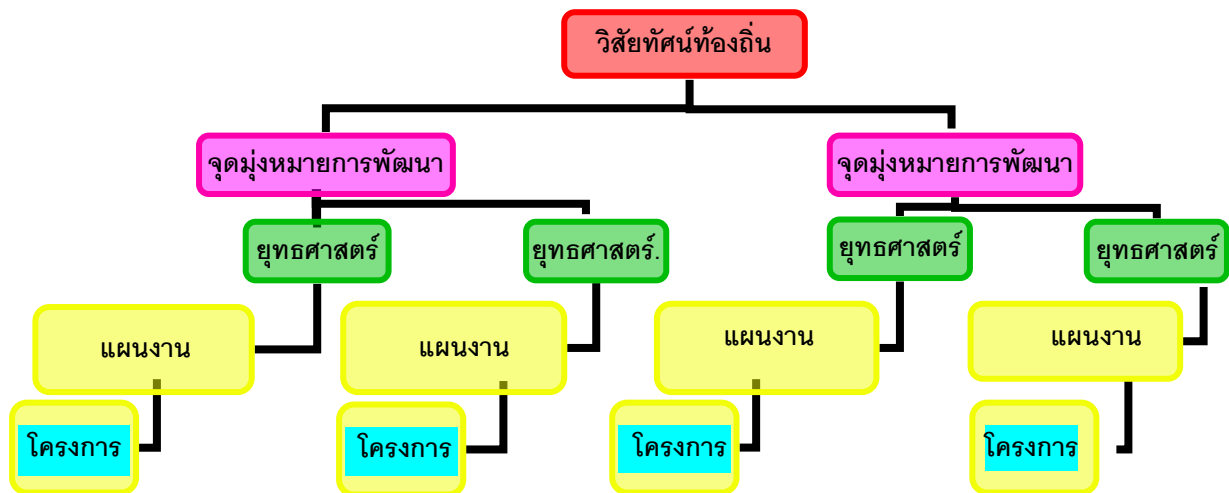 วิสัยทัศน์ท้องถิ่น
จุดมุ่งหมายการพัฒนา
จุดมุ่งหมายการพัฒนา
ยุทธศาสตร์
ยุทธศาสตร์.
ยุทธศาสตร์
ยุทธศาสตร์
แผนงาน
แผนงาน
แผนงาน
แผนงาน
โครงการ
โครงการ
โครงการ
โครงการ